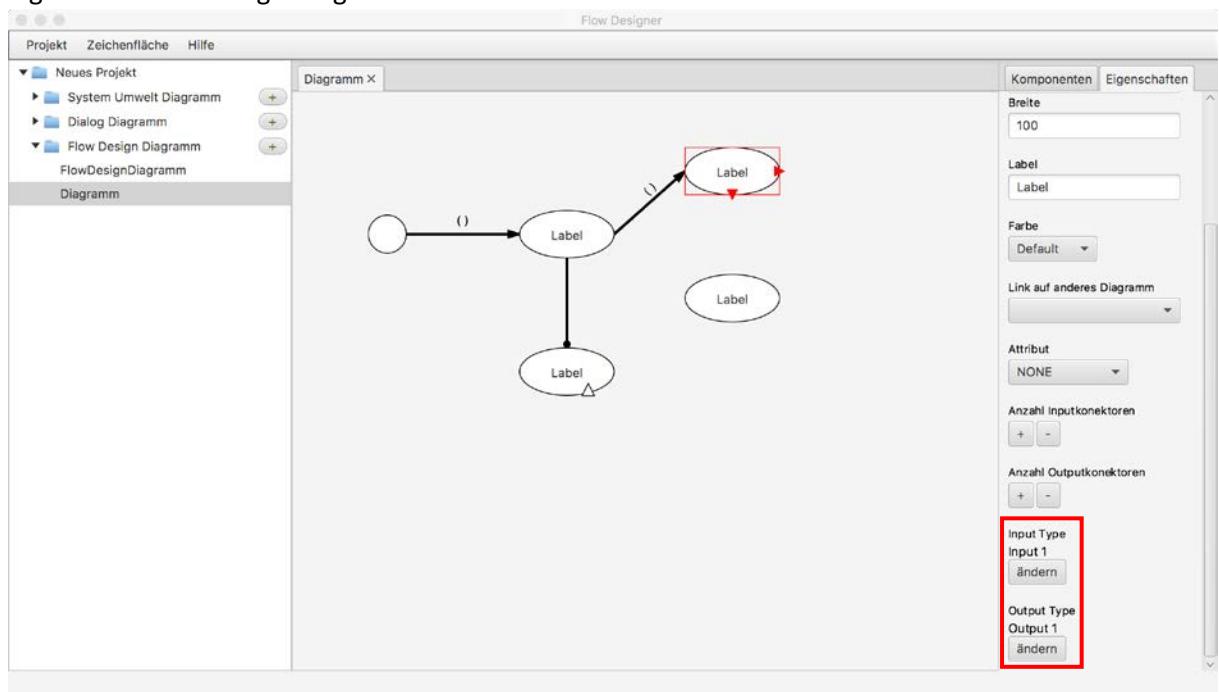 Flow Designer
Projekt Zeichenfläche Hilfe
Neues Projekt
System Umwelt Diagramm +
Dialog Diagramm +
Flow Design Diagramm +
FlowDesignDiagramm
Diagramm
Diagramm ×
()
Label
()
Label
Label
Label
Komponenten Eigenschaften
Breite
100
Label
Label
Farbe
Default
Link auf anderes Diagramm
Attribut
NONE
Anzahl Inputkonektoren
+ -
Anzahl Outputkonektoren
+ -
Input Type
Input 1
ändern
Output Type
Output 1
ändern